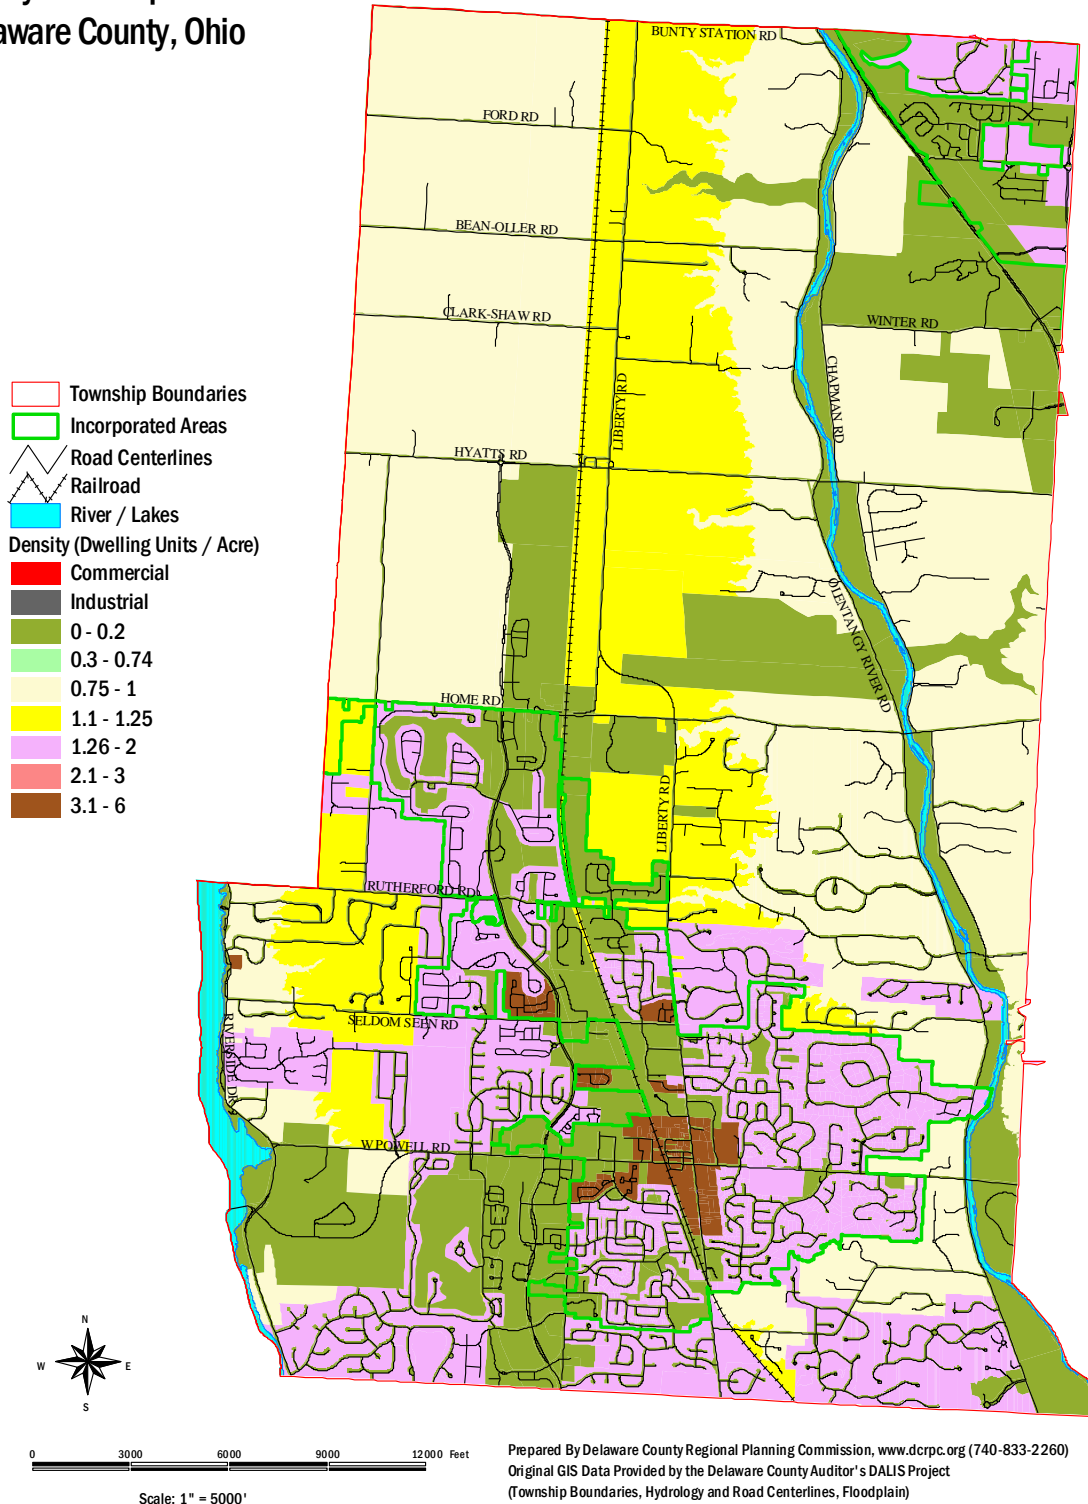 aware County, Ohio
BUNTY STATION RD
FORD RD
BEAN-OLLER RD
CLARK-SHAW RD
WINTER RD
CHAPMAN RD
LIBERTY RD
HYATTS RD
Township Boundaries
Incorporated Areas
Road Centerlines
Railroad
River / Lakes
Density (Dwelling Units / Acre)
Commercial
Industrial
0 - 0.2
0.3 - 0.74
0.75 - 1
1.1 - 1.25
1.26 - 2
2.1 - 3
3.1 - 6
OLENTANGY RIVER RD
HOME RD
LIBERTY RD
RUTHERFORD RD
SELDOM SEEN RD
RIVERSIDE DR
W POWELL RD
N
W E
S
0 3000 6000 9000 12000 Feet
Scale: 1" = 5000'
Prepared By Delaware County Regional Planning Commission, www.dcrpc.org (740-833-2260)
Original GIS Data Provided by the Delaware County Auditor's DALIS Project
(Township Boundaries, Hydrology and Road Centerlines, Floodplain)